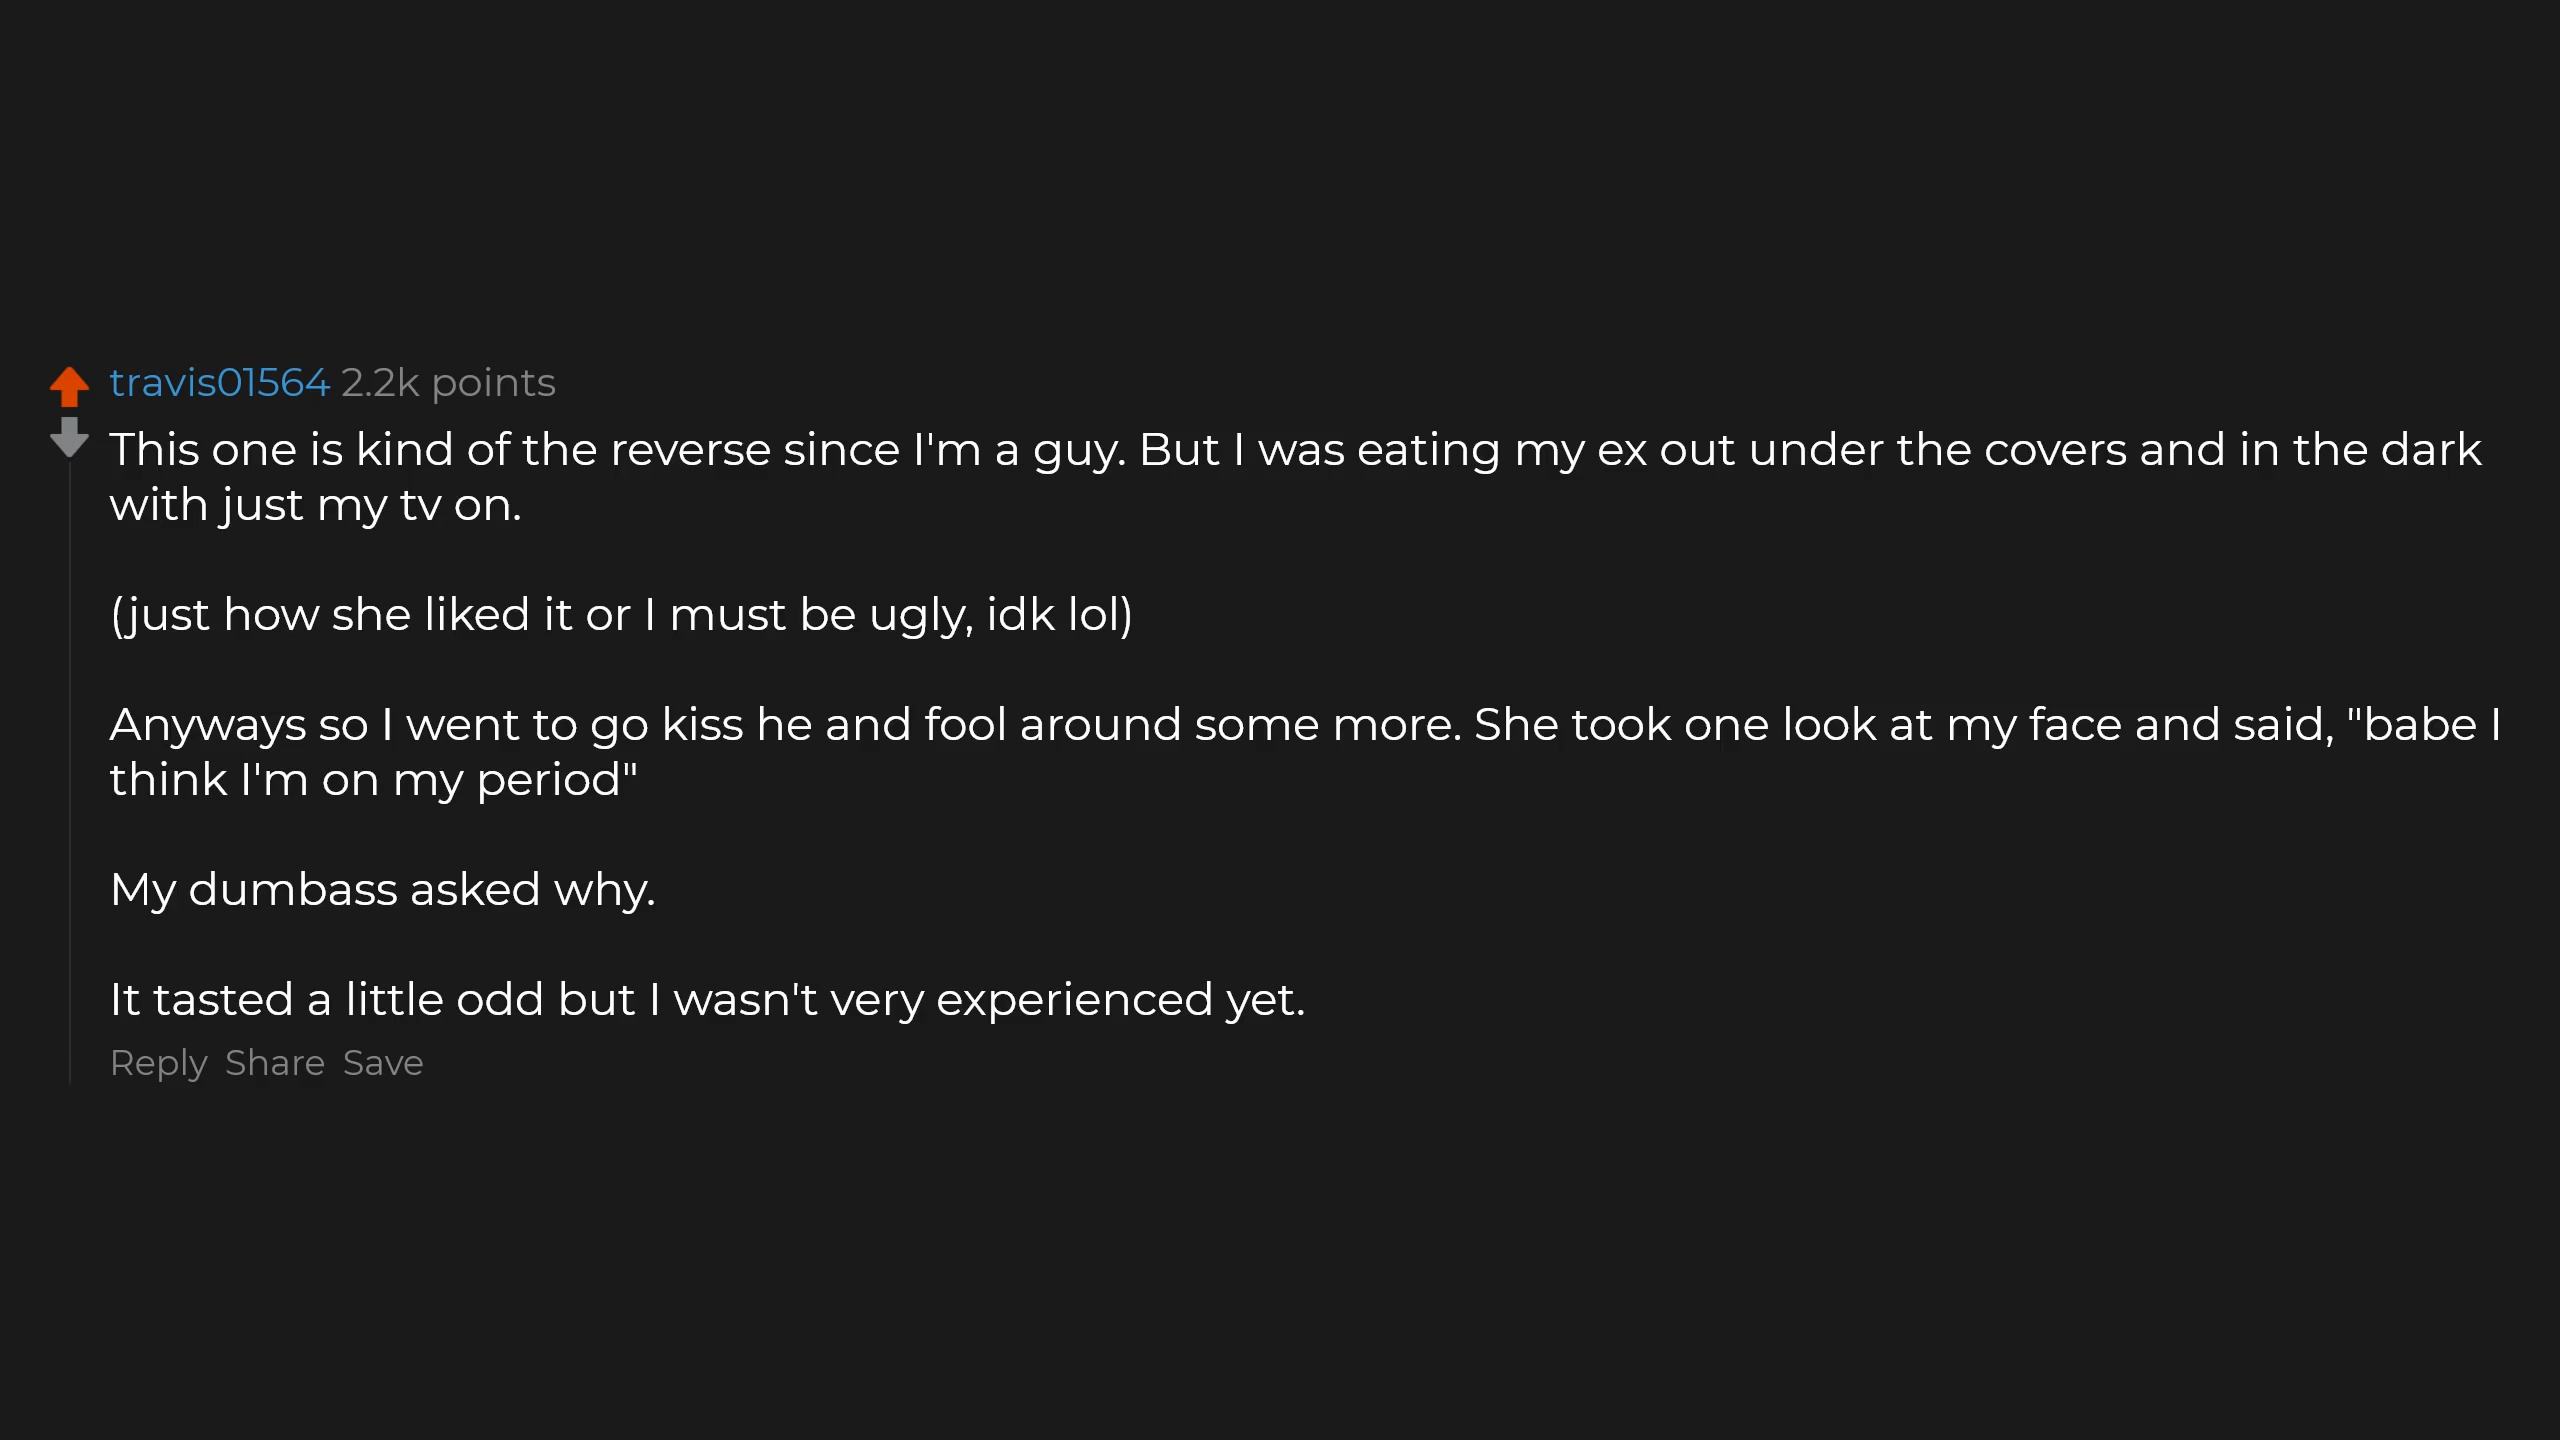 travis01564 2.2k points
This one is kind of the reverse since I'm a guy. But I was eating my ex out under the covers and in the dark
with just my tv on.
(just how she liked it or I must be ugly, idk lol)
Anyways so I went to go kiss he and fool around some more. She took one look at my face and said, "babe I
think I'm on my period"
My dumbass asked why.
It tasted a little odd but I wasn't very experienced yet.
Reply Share Save